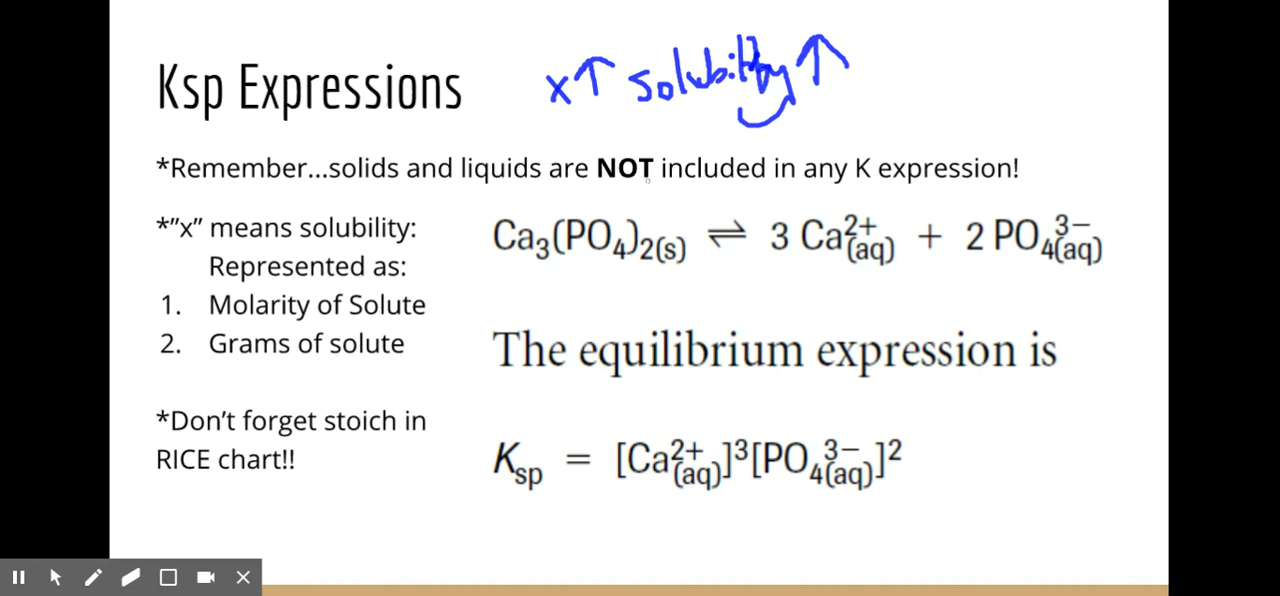 Ksp Expressions
x↑ solubility ↑
*Remember...solids and liquids are NOT included in any K expression!
*”x” means solubility:
Represented as:
1. Molarity of Solute
2. Grams of solute
*Don’t forget stoich in
RICE chart!!
Ca₃(PO₄)₂(s) ⇌ 3 Ca²⁺(aq) + 2 PO₄³⁻(aq)
The equilibrium expression is
Ksp = [Ca²⁺(aq)]³[PO₄³⁻(aq)]²